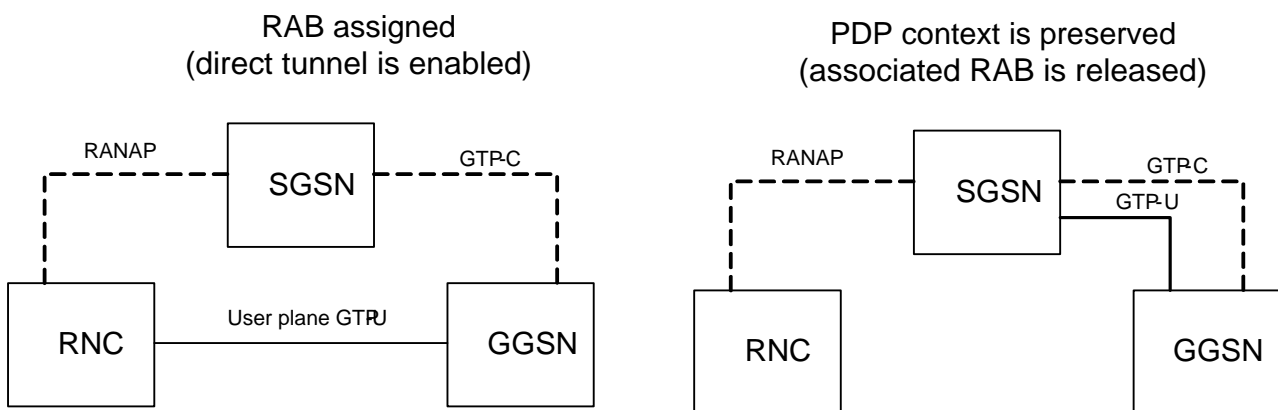 RAB assigned
(direct tunnel is enabled)
RANAP
SGSN
GTP-C
RNC
User plane GTP-U
GGSN
PDP context is preserved
(associated RAB is released)
RANAP
SGSN
GTP-C
GTP-U
RNC
GGSN